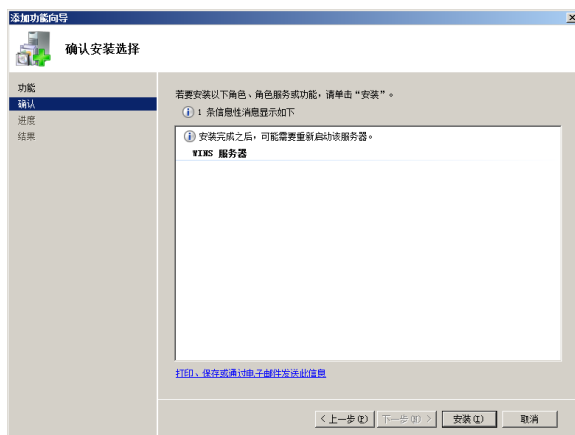 添加功能向导
确认安装选择
功能
确认
进度
结果
若要安装以下角色、角色服务或功能，请单击“安装”。
1 条信息性消息显示如下
安装完成之后，可能需要重新启动该服务器。
WINS 服务器
打印、保存或通过电子邮件发送此信息
< 上一步(P)
下一步(N) >
安装(I)
取消